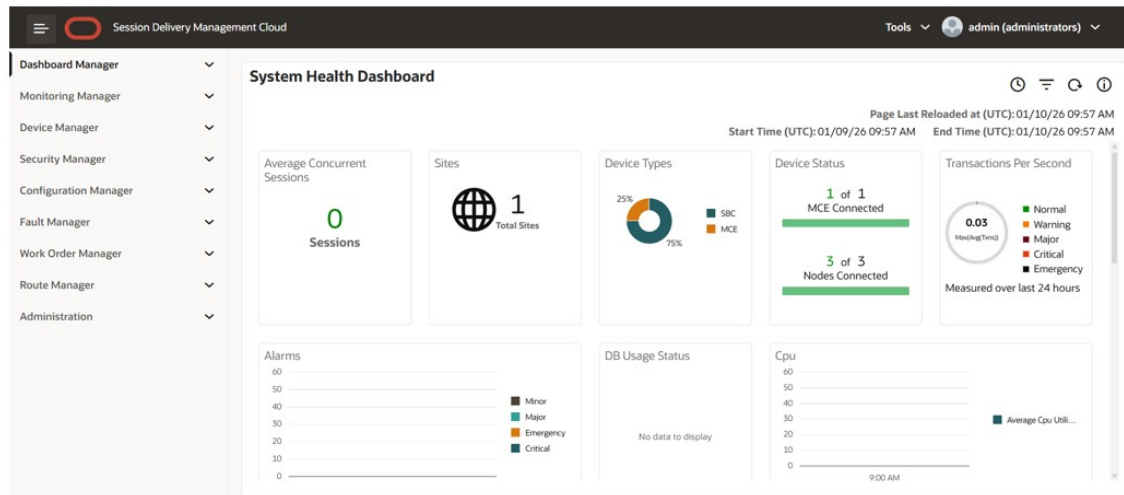 Session Delivery Management Cloud
Tools
admin (administrators)
Dashboard Manager
Monitoring Manager
Device Manager
Security Manager
Configuration Manager
Fault Manager
Work Order Manager
Route Manager
Administration
System Health Dashboard
Page Last Reloaded at (UTC): 01/10/26 09:57 AM
Start Time (UTC): 01/09/26 09:57 AM End Time (UTC): 01/10/26 09:57 AM
Average Concurrent
Sessions
0
Sessions
Sites
1
Total Sites
Device Types
25%
75%
SBC
MCE
Device Status
1 of 1
MCE Connected
3 of 3
Nodes Connected
Transactions Per Second
0.03
Max(Avg(Txns))
Normal
Warning
Major
Critical
Emergency
Measured over last 24 hours
Alarms
60
50
40
30
20
10
0
Minor
Major
Emergency
Critical
DB Usage Status
No data to display
Cpu
60
50
40
30
20
10
0
9:00 AM
Average Cpu Utili...